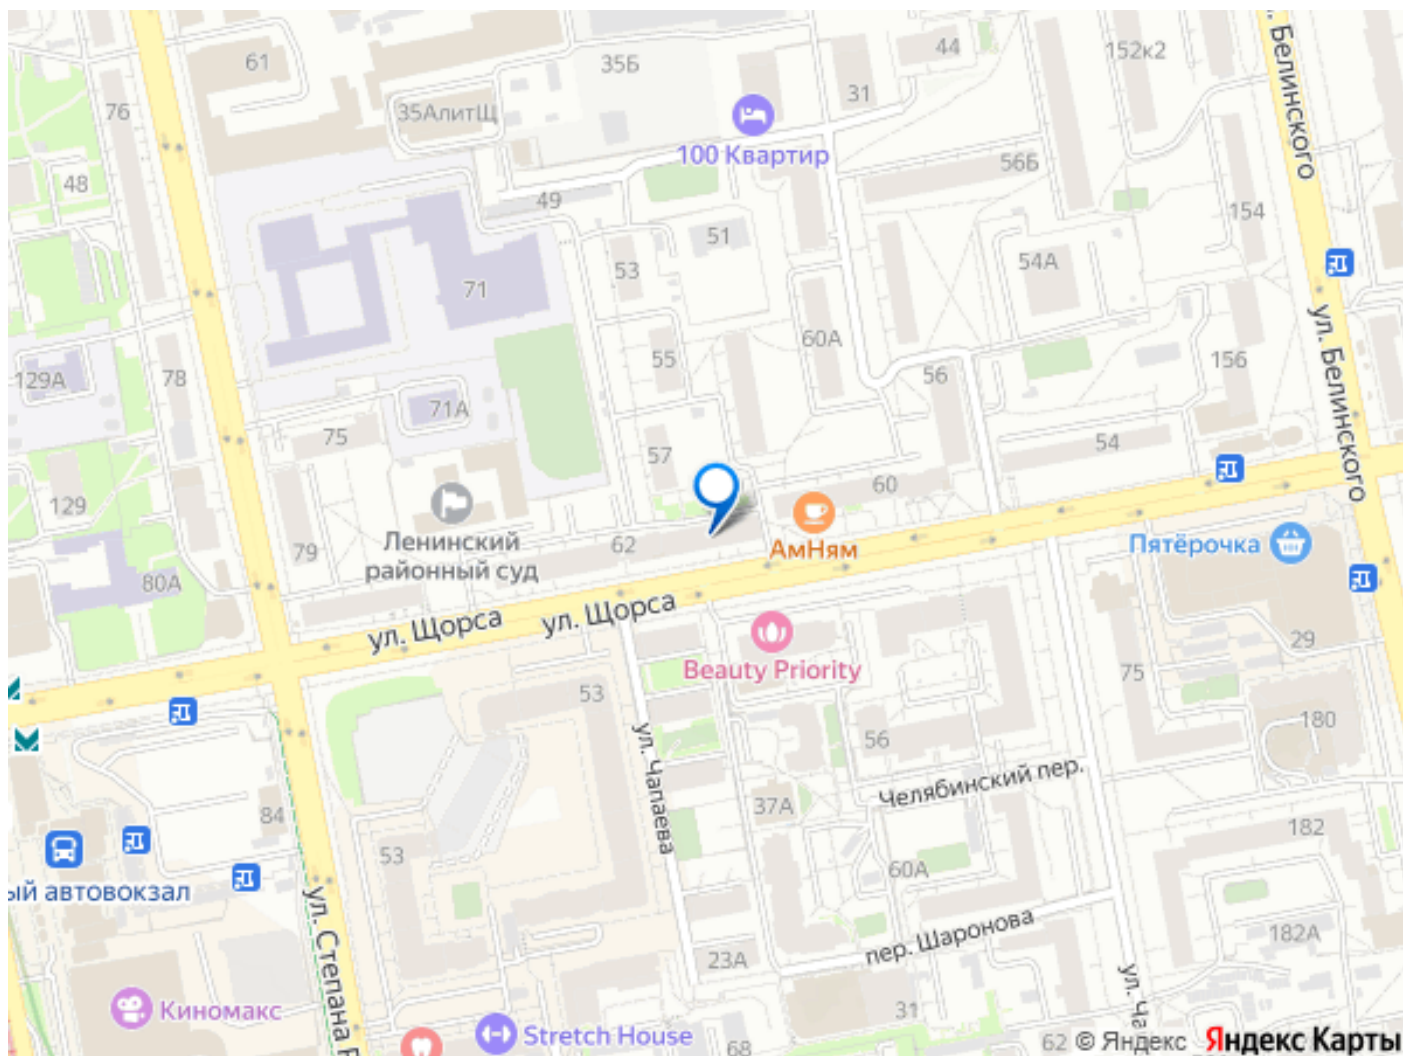 61
35Б
44
152к2
ул. Белинского
76
35АлитЩ
31
100 Квартир
56Б
48
49
154
51
53
54А
71
ул. Белинского
60А
129А
78
55
156
56
71А
75
54
57
60
129
Ленинский
районный суд
62
АмНям
Пятёрочка
79
80А
ул. Щорса
ул. Щорса
Beauty Priority
29
75
53
180
ул. Чапаева
56
Челябинский пер.
37А
84
182
53
60А
ый автовокзал
ул. Степана Р
пер. Шаронова
182А
23А
ул. Ча
Киномакс
31
Stretch House
68
62
© Яндекс Яндекс Карты